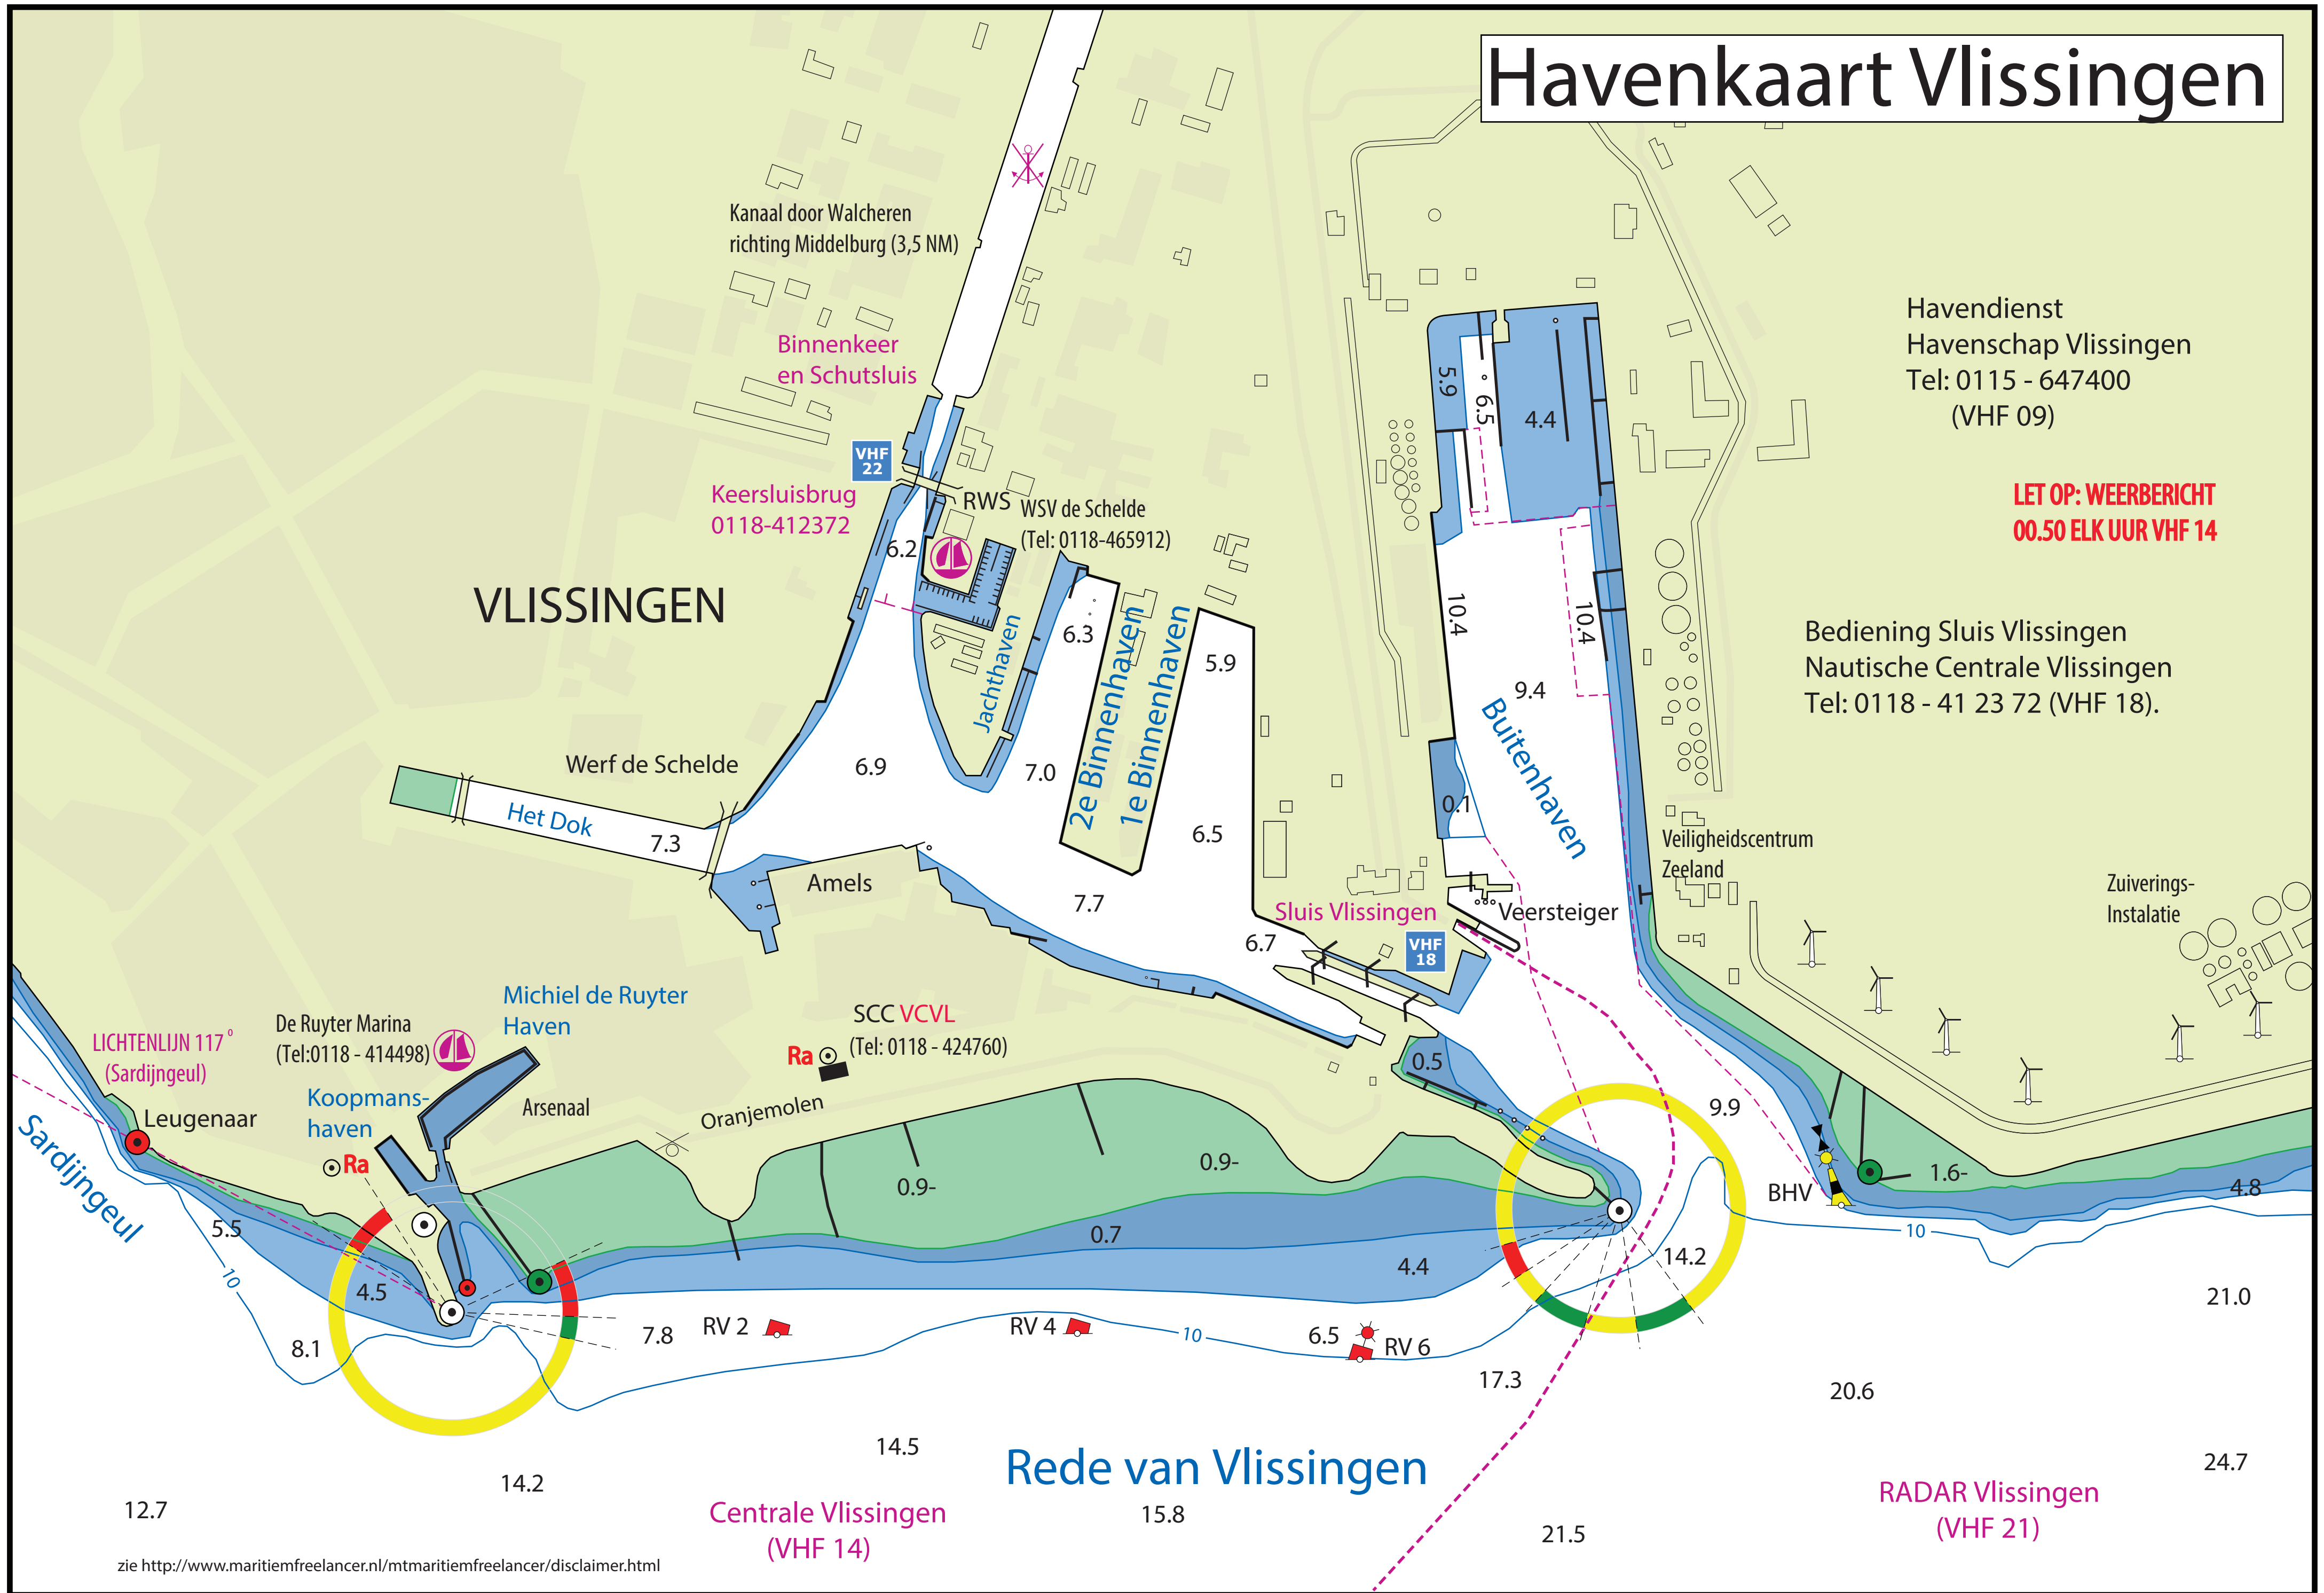 Havenkaart Vlissingen
Kanaal door Walcheren
richting Middelburg (3,5 NM)
Binnenkeer
en Schutsluis
VHF
22
Keersluisbrug
0118-412372
RWS
WSV de Schelde
(Tel: 0118-465912)
Havendienst
Havenschap Vlissingen
Tel: 0115 - 647400
(VHF 09)
LET OP: WEERBERICHT
00.50 ELK UUR VHF 14
Bediening Sluis Vlissingen
Nautische Centrale Vlissingen
Tel: 0118 - 41 23 72 (VHF 18).
5.9
6.5
4.4
6.2
VLISSINGEN
Jachthaven
6.3
2e Binnenhaven
1e Binnenhaven
5.9
10.4
10.4
9.4
Buitenhaven
Werf de Schelde
6.9
7.0
Het Dok
7.3
6.5
0.1
Veiligheidscentrum
Zeeland
Amels
7.7
Sluis Vlissingen
Veersteiger
Zuiverings-
Instalatie
6.7
VHF
18
Michiel de Ruyter
Haven
De Ruyter Marina
(Tel:0118 - 414498)
SCC VCVL
Ra
(Tel: 0118 - 424760)
LICHTENLIJN 117 0
(Sardijngeul)
Koopmans-
haven
Arsenaal
Oranjemolen
Leugenaar
Ra
Sardijngeul
0.5
9.9
0.9-
0.9-
BHV
1.6-
4.8
5.5
0.7
10
4.5
4.4
14.2
10
21.0
8.1
7.8
RV 2
RV 4
10
6.5
RV 6
17.3
20.6
14.5
Rede van Vlissingen
14.2
24.7
12.7
Centrale Vlissingen
(VHF 14)
15.8
21.5
RADAR Vlissingen
(VHF 21)
zie http://www.maritiemfreelancer.nl/mtmaritiemfreelancer/disclaimer.html